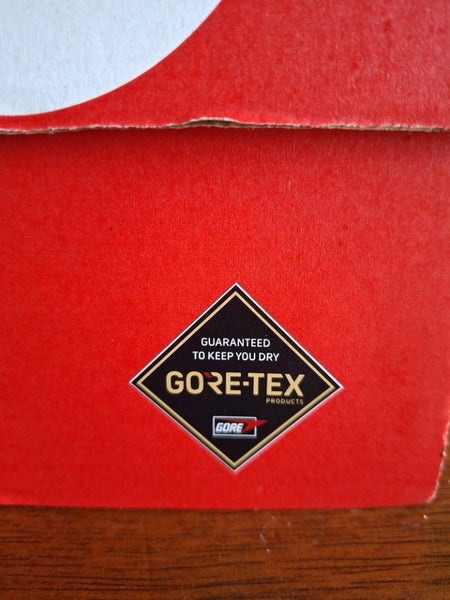 GUARANTEED
TO KEEP YOU DRY
GORE-TEX
PRODUCTS
GORE